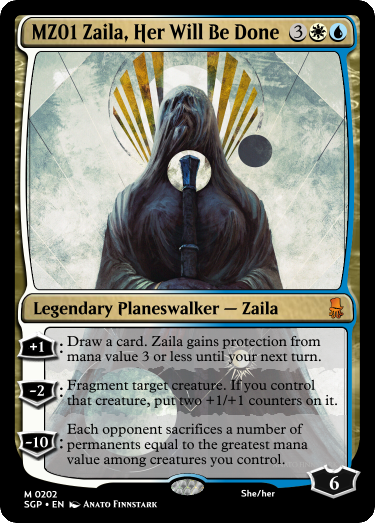 MZ01 Zaila, Her Will Be Done 3
Legendary Planeswalker — Zaila
+1: Draw a card. Zaila gains protection from
mana value 3 or less until your next turn.
-2: Fragment target creature. If you control
that creature, put two +1/+1 counters on it.
-10: Each opponent sacrifices a number of
permanents equal to the greatest mana
value among creatures you control.
6
M 0202 She/her
SGP • EN Anato Finnstark